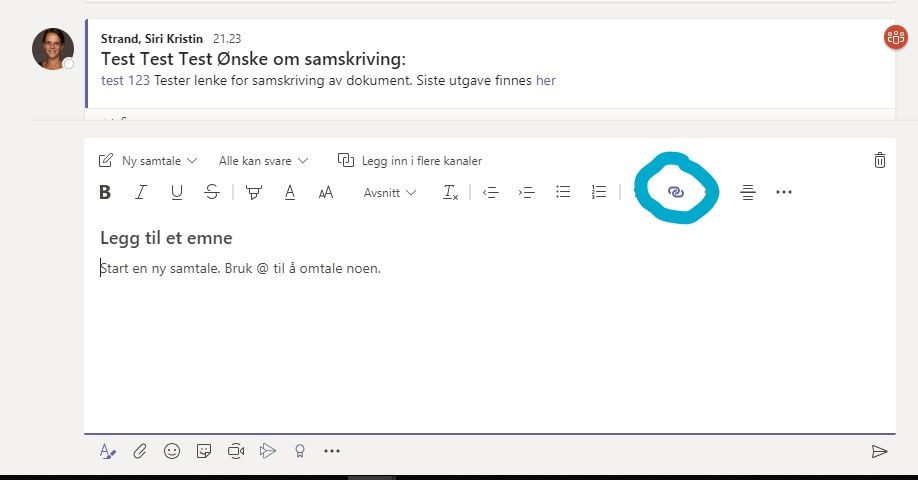 Strand, Siri Kristin 21.23
Test Test Test Ønske om samskriving:
test 123 Tester lenke for samskriving av dokument. Siste utgave finnes her
Ny samtale Alle kan svare Legg inn i flere kanaler
B I U S A AA Avsnitt Tx
Legg til et emne
Start en ny samtale. Bruk @ til å omtale noen.